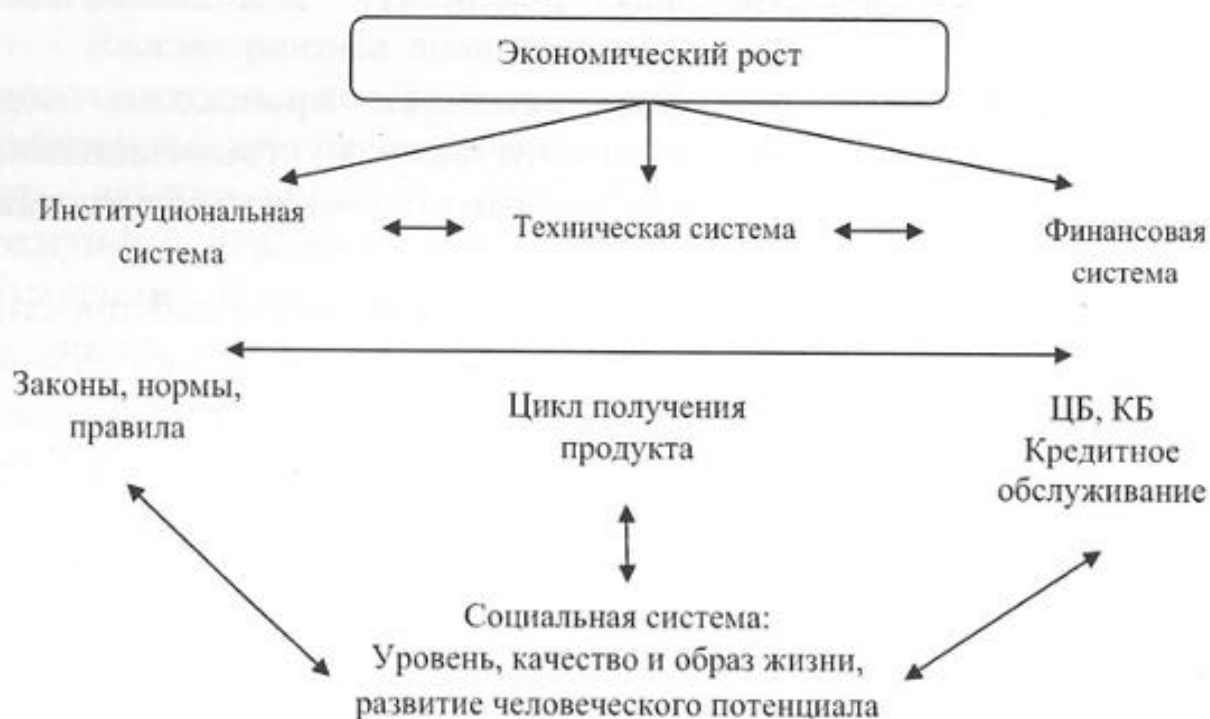 Экономический рост
Институциональная
система
Техническая система
Финансовая
система
Законы, нормы,
правила
Цикл получения
продукта
ЦБ, КБ
Кредитное
обслуживание
Социальная система:
Уровень, качество и образ жизни,
развитие человеческого потенциала